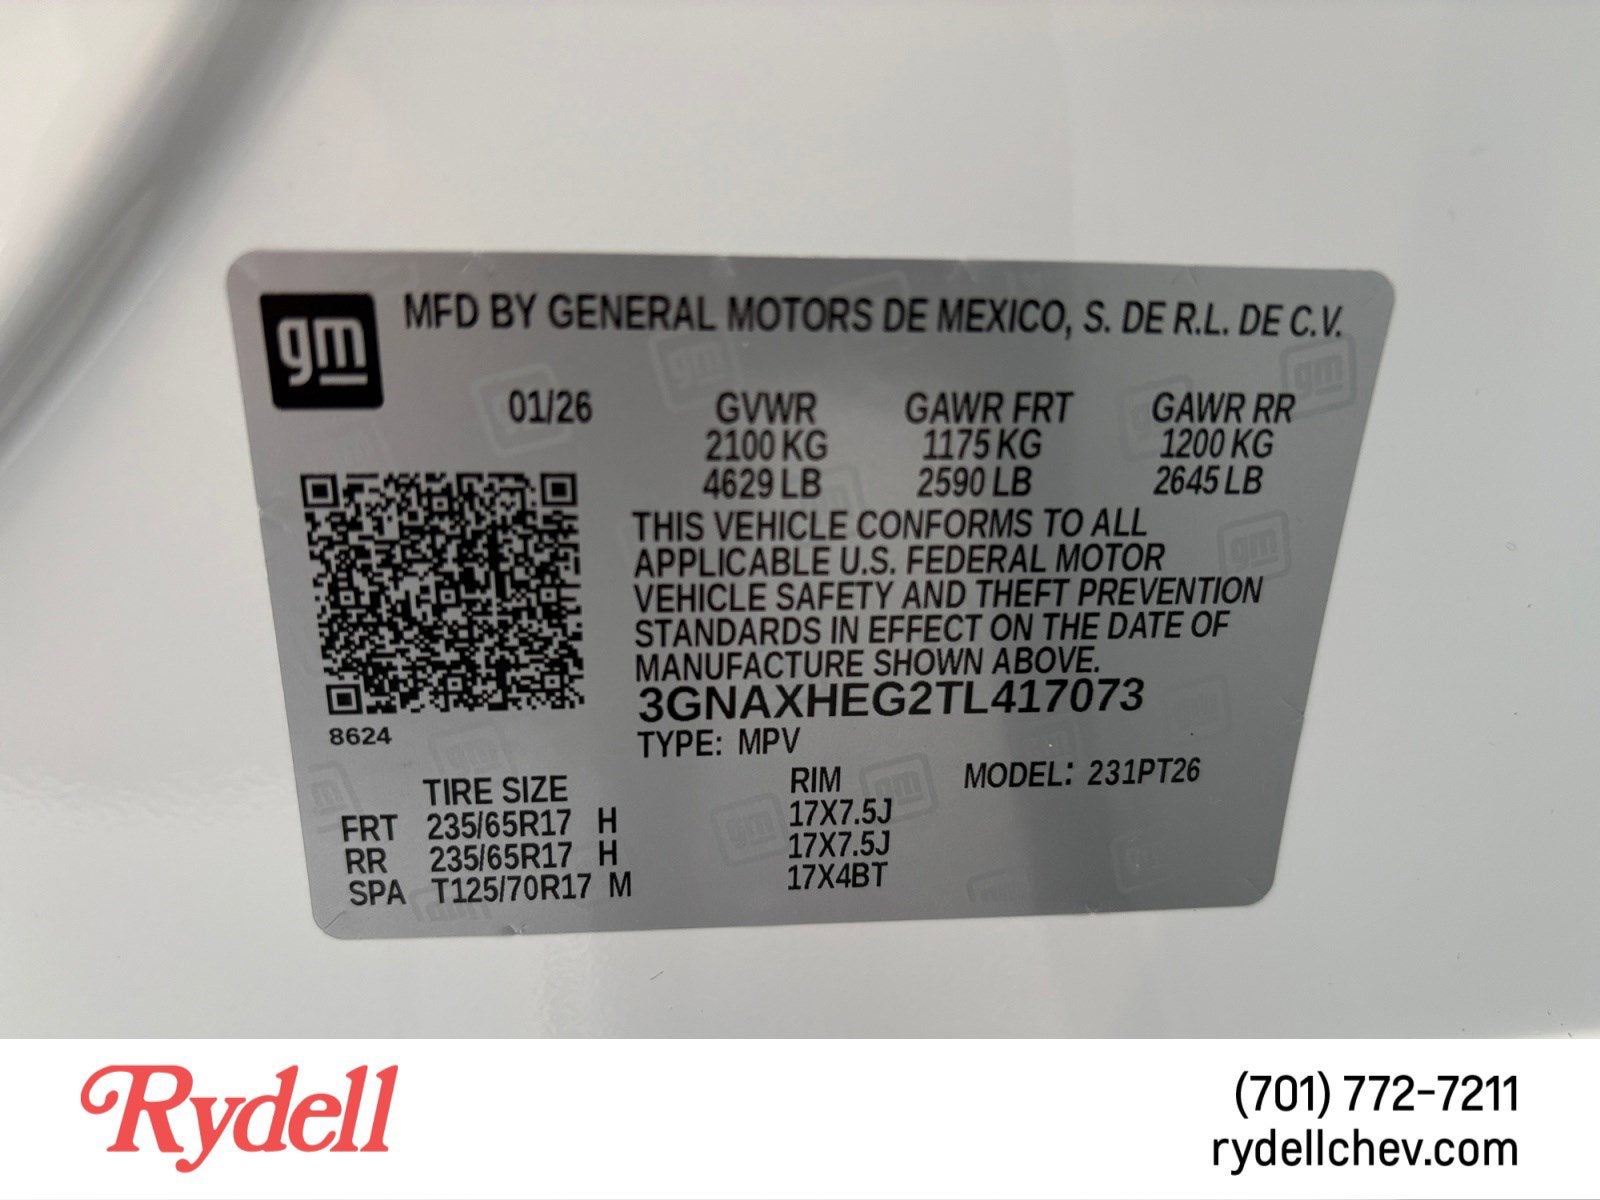 gm
MFD BY GENERAL MOTORS DE MEXICO, S. DE R.L. DE C.V.
01/26 GVWR GAWR FRT GAWR RR
2100 KG 1175 KG 1200 KG
4629 LB 2590 LB 2645 LB
THIS VEHICLE CONFORMS TO ALL
APPLICABLE U.S. FEDERAL MOTOR
VEHICLE SAFETY AND THEFT PREVENTION
STANDARDS IN EFFECT ON THE DATE OF
MANUFACTURE SHOWN ABOVE.
3GNAXHEG2TL417073
8624
TYPE: MPV
TIRE SIZE RIM MODEL: 231PT26
FRT 235/65R17 H 17X7.5J
RR 235/65R17 H 17X7.5J
SPA T125/70R17 M 17X4BT
Rydell
(701) 772-7211
rydellchev.com